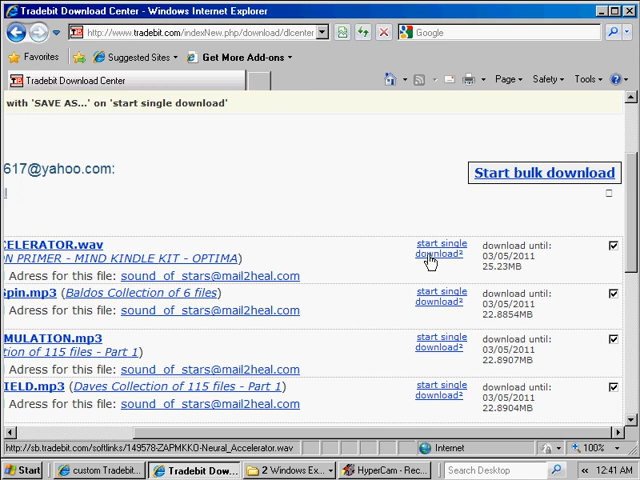 Tradebit Download Center - Windows Internet Explorer
http://www.tradebit.com/indexNew.php/download/dlcente
Google
Favorites
Suggested Sites
Get More Add-ons
Tradebit Download Center
Page
Safety
Tools
with 'SAVE AS...' on 'start single download'
617@yahoo.com:
Start bulk download
CELERATOR.wav
start single
download²
download until:
03/05/2011
25.23MB
ON PRIMER - MIND KINDLE KIT - OPTIMA)
Adress for this file: sound_of_stars@mail2heal.com
Spin.mp3 (Baldos Collection of 6 files)
start single
download²
download until:
03/05/2011
22.8854MB
Adress for this file: sound_of_stars@mail2heal.com
MULATION.mp3
start single
download²
download until:
03/05/2011
22.8907MB
tion of 115 files - Part 1)
Adress for this file: sound_of_stars@mail2heal.com
IELD.mp3 (Daves Collection of 115 files - Part 1)
start single
download²
download until:
03/05/2011
22.8904MB
Adress for this file: sound_of_stars@mail2heal.com
http://sb.tradebit.com/softlinks/149578-ZAPMKKO-Neural_Accelerator.wav
Internet
100%
Start
custom Tradebit...
Tradebit Dow...
2 Windows Ex...
HyperCam - Rec...
Search Desktop
12:41 AM